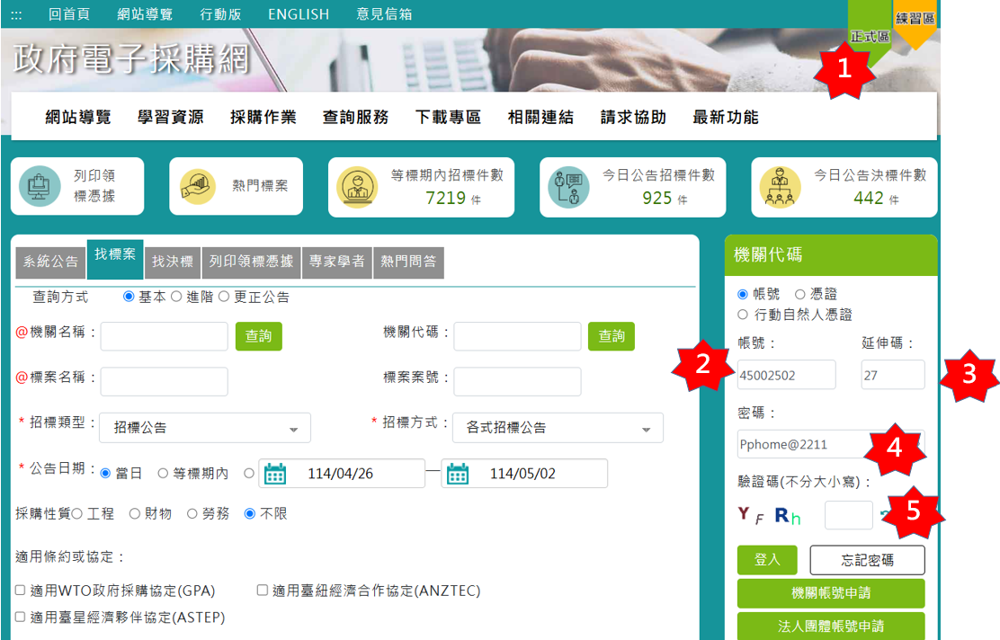 ::: 回首頁 網站導覽 行動版 ENGLISH 意見信箱
練習區
正式區
1
政府電子採購網
網站導覽 學習資源 採購作業 查詢服務 下載專區 相關連結 請求協助 最新功能
列印領
標憑據
熱門標案
等標期內招標件數
7219 件
今日公告招標件數
925 件
今日公告決標件數
442 件
系統公告 找標案 找決標 列印領標憑據 專家學者 熱門問答
查詢方式 基本 進階 更正公告
@機關名稱： 查詢 機關代碼： 查詢
@標案名稱： 標案案號：
* 招標類型： 招標公告 * 招標方式： 各式招標公告
* 公告日期： 當日 等標期內 114/04/26 — 114/05/02
採購性質 工程 財物 勞務 不限
適用條約或協定：
適用WTO政府採購協定(GPA) 適用臺紐經濟合作協定(ANZTEC)
適用臺星經濟夥伴協定(ASTEP)
機關代碼
帳號 憑證
行動自然人憑證
帳號： 延伸碼：
2 45002502 27 3
密碼：
Pphome@2211 4
驗證碼(不分大小寫)：
Y F R h 5
登入 忘記密碼
機關帳號申請
法人團體帳號申請